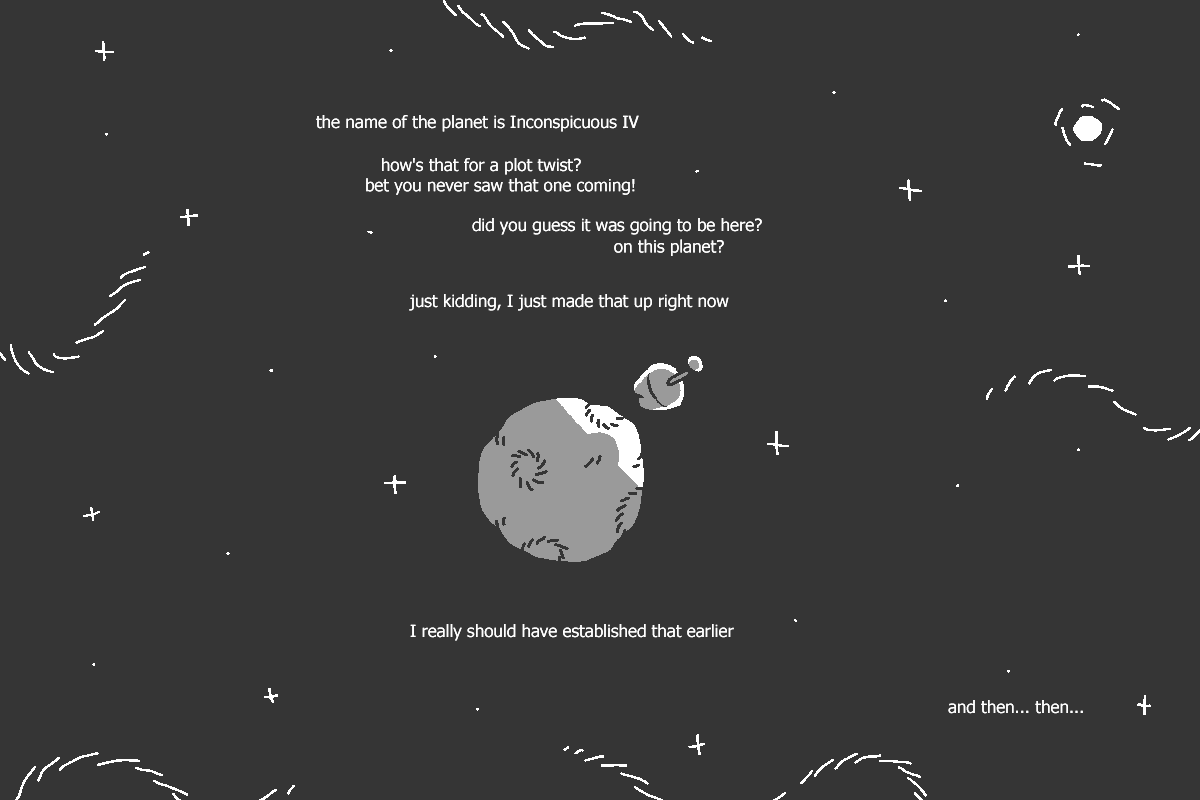 the name of the planet is Inconspicuous IV
how's that for a plot twist?
bet you never saw that one coming!
did you guess it was going to be here?
on this planet?
just kidding, I just made that up right now
I really should have established that earlier
and then... then...